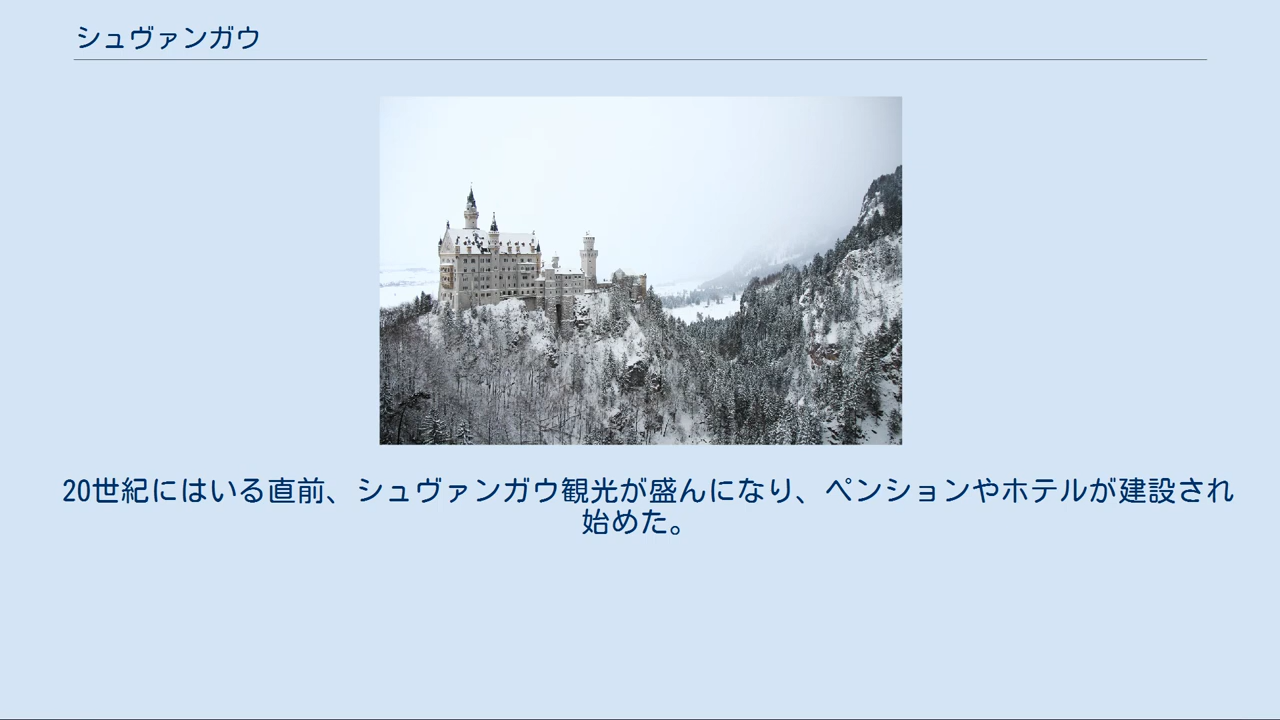 シュヴァンガウ
20世紀にはいる直前、シュヴァンガウ観光が盛んになり、ペンションやホテルが建設され
始めた。